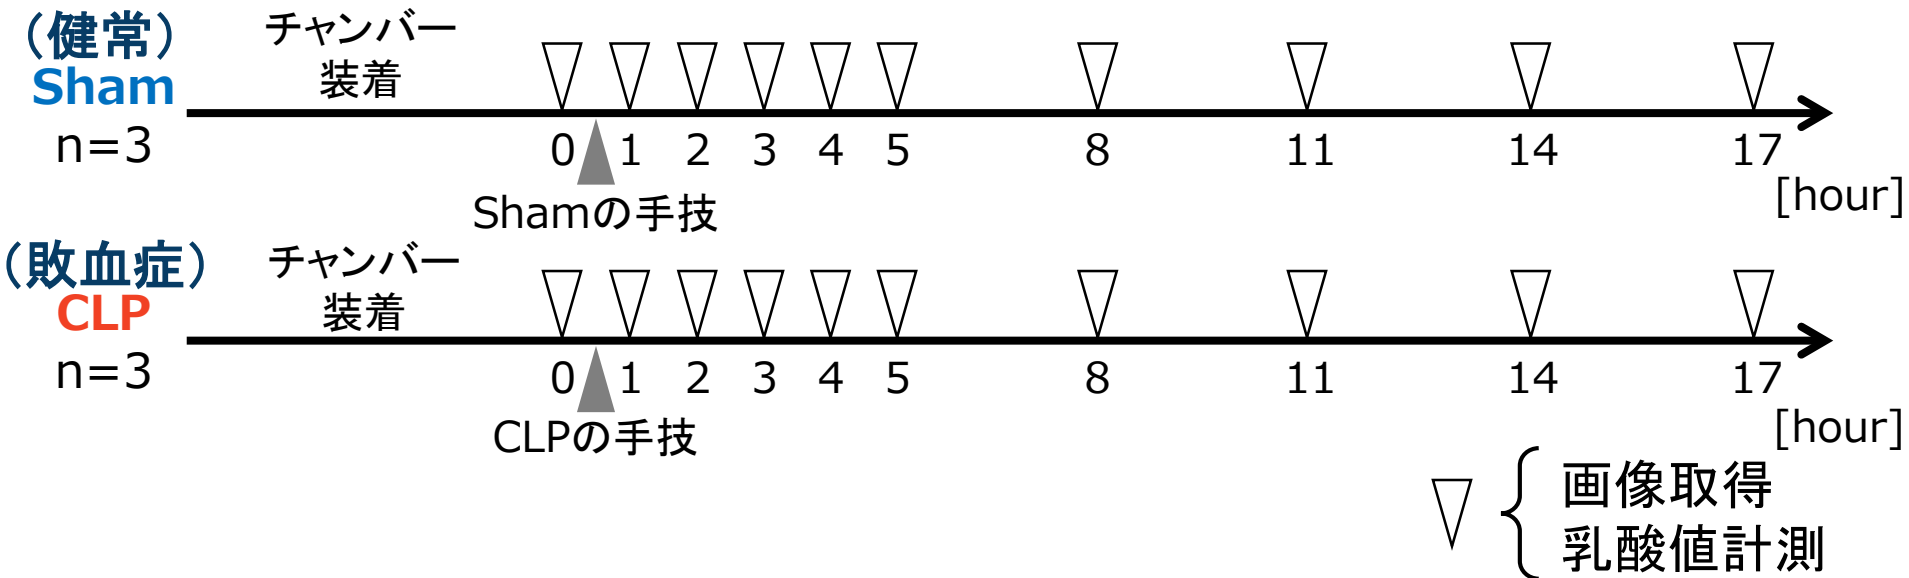 （健常）
Sham
n=3
チャンバー
装着
0 1 2 3 4 5 8 11 14 17
[hour]
Shamの手技
（敗血症）
CLP
n=3
チャンバー
装着
0 1 2 3 4 5 8 11 14 17
[hour]
CLPの手技
画像取得
乳酸値計測